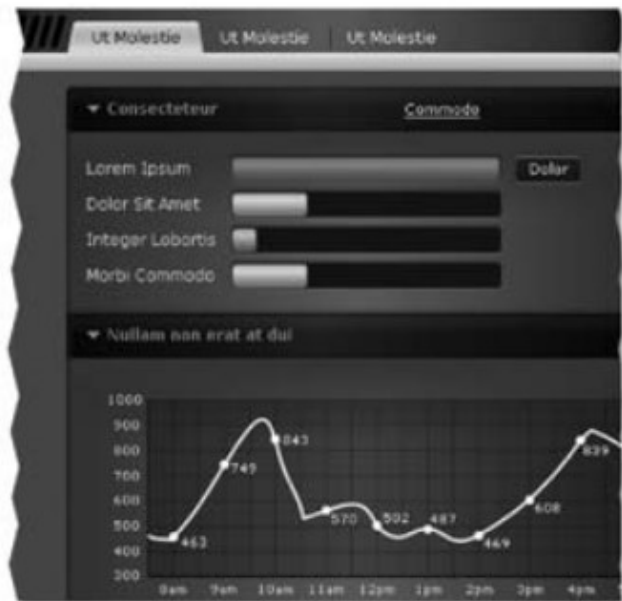 Ut Molestie Ut Molestie Ut Molestie
Consecteteur Commodo
Lorem Ipsum Dolor
Dolor Sit Amet
Integer Lobortis
Morbi Commodo
Nullam non erat at dui
1000
900
800
700
600
500
400
300
463
749
843
570
502
487
469
608
839
8am 9am 10am 11am 12pm 1pm 2pm 3pm 4pm